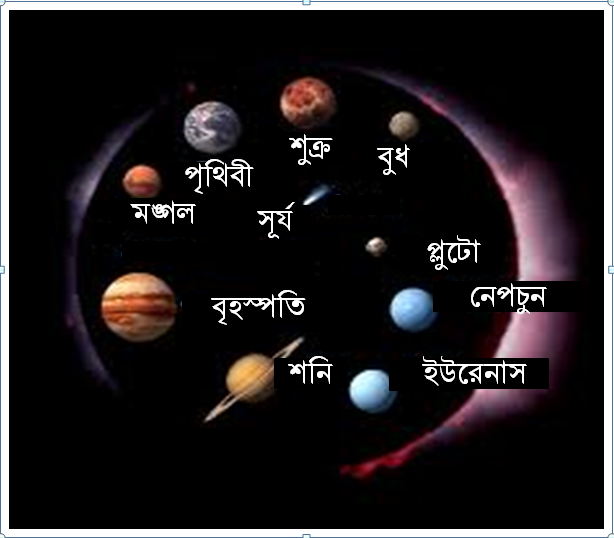 শুক্র
বুধ
পৃথিবী
মঙ্গল
সূর্য
প্লুটো
নেপচুন
বৃহস্পতি
শনি
ইউরেনাস